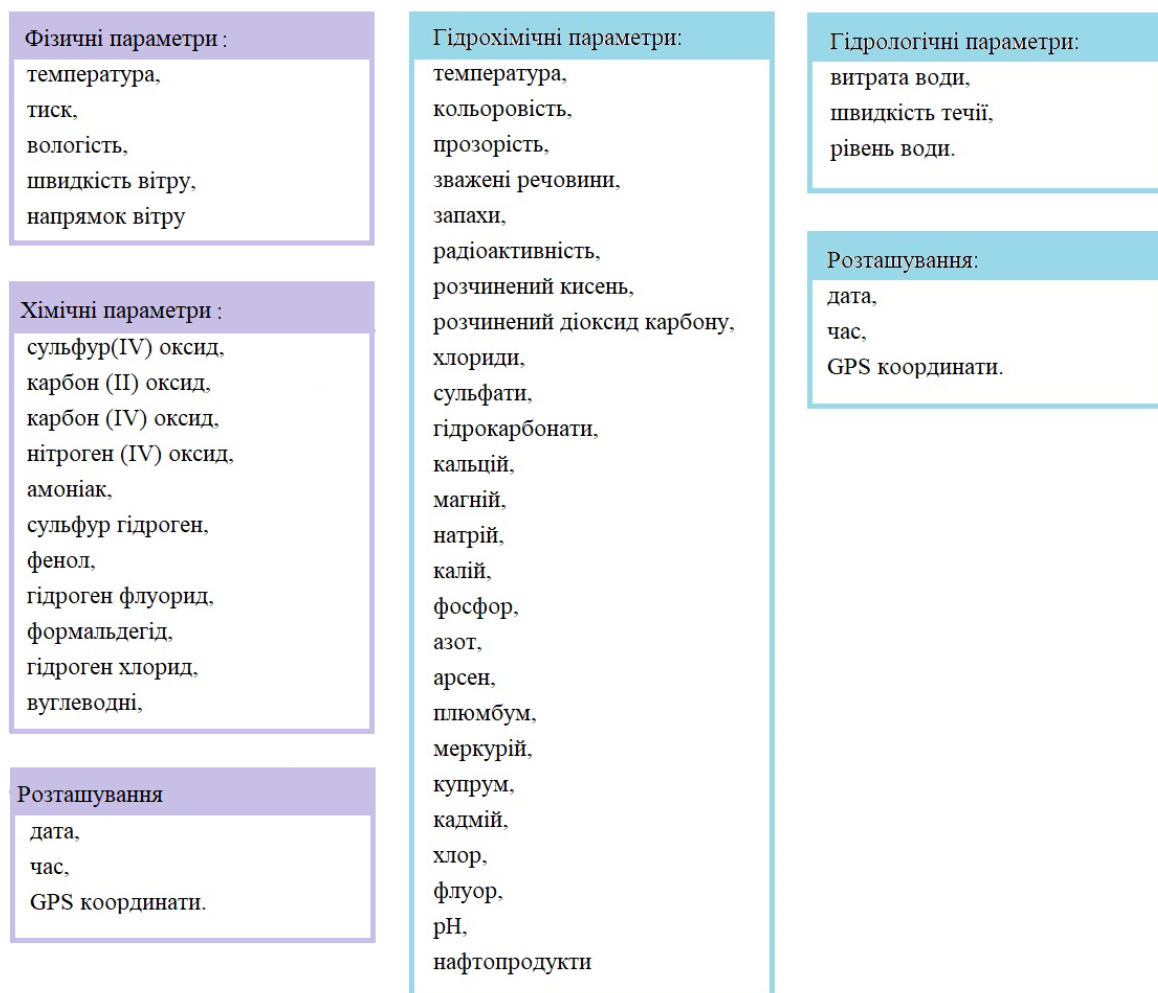 Фізичні параметри :
температура,
тиск,
вологість,
швидкість вітру,
напрямок вітру
Хімічні параметри :
сульфур(IV) оксид,
карбон (II) оксид,
карбон (IV) оксид,
нітроген (IV) оксид,
амоніак,
сульфур гідроген,
фенол,
гідроген флуорид,
формальдегід,
гідроген хлорид,
вуглеводні,
Розташування
дата,
час,
GPS координати.
Гідрохімічні параметри:
температура,
кольоровість,
прозорість,
зважені речовини,
запахи,
радіоактивність,
розчинений кисень,
розчинений діоксид карбону,
хлориди,
сульфати,
гідрокарбонати,
кальцій,
магній,
натрій,
калій,
фосфор,
азот,
арсен,
плюмбум,
меркурій,
купрум,
кадмій,
хлор,
флуор,
pH,
нафтопродукти
Гідрологічні параметри:
витрата води,
швидкість течії,
рівень води.
Розташування:
дата,
час,
GPS координати.